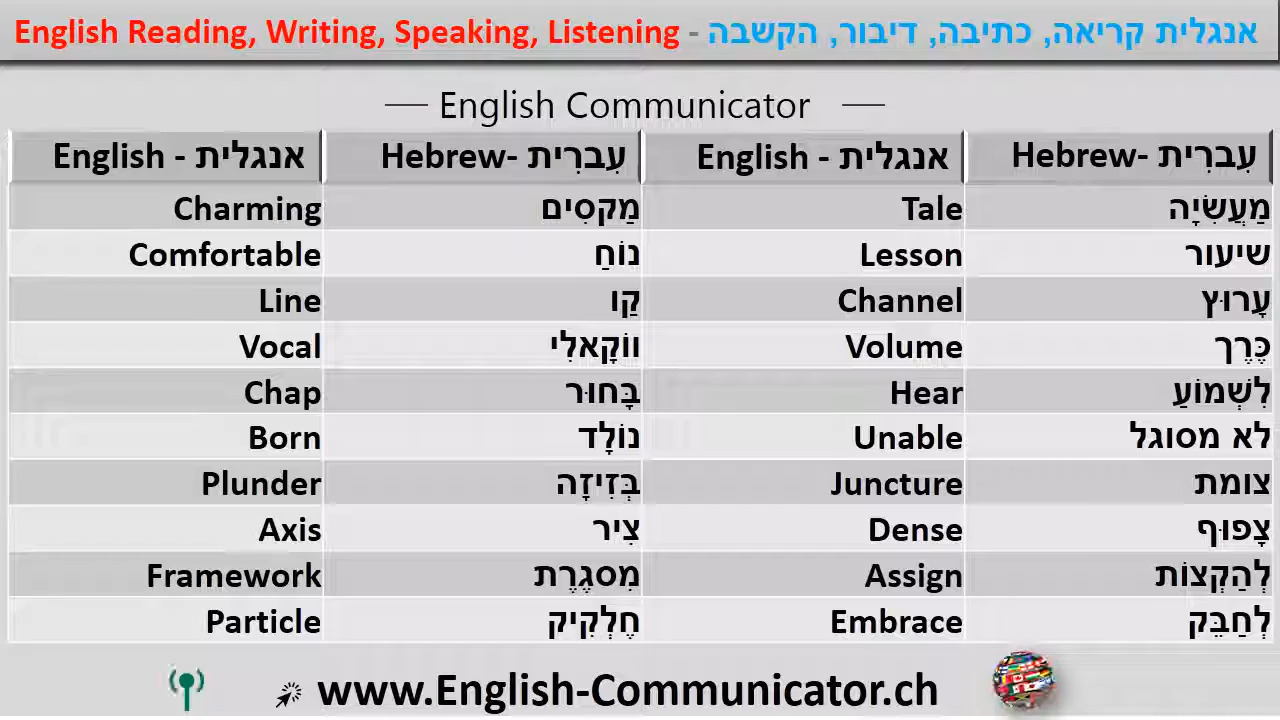 English Reading, Writing, Speaking, Listening - אנגלית קריאה, כתיבה, דיבור, הקשבה
English Communicator
English - אנגלית Hebrew- עִברִית English - אנגלית Hebrew- עִברִית
Charming מַקסִים Tale מַעֲשִׂיָה
Comfortable נוֹחַ Lesson שיעור
Line קַו Channel עָרוּץ
Vocal ווֹקָאלִי Volume כֶּרֶך
Chap בָּחוּר Hear לִשְׁמוֹעַ
Born נוֹלָד Unable לא מסוגל
Plunder בְּזִיזָה Juncture צומת
Axis צִיר Dense צָפוּף
Framework מִסגֶרֶת Assign לְהַקְצוֹת
Particle חֶלְקִיק Embrace לְחַבֵּק
www.English-Communicator.ch